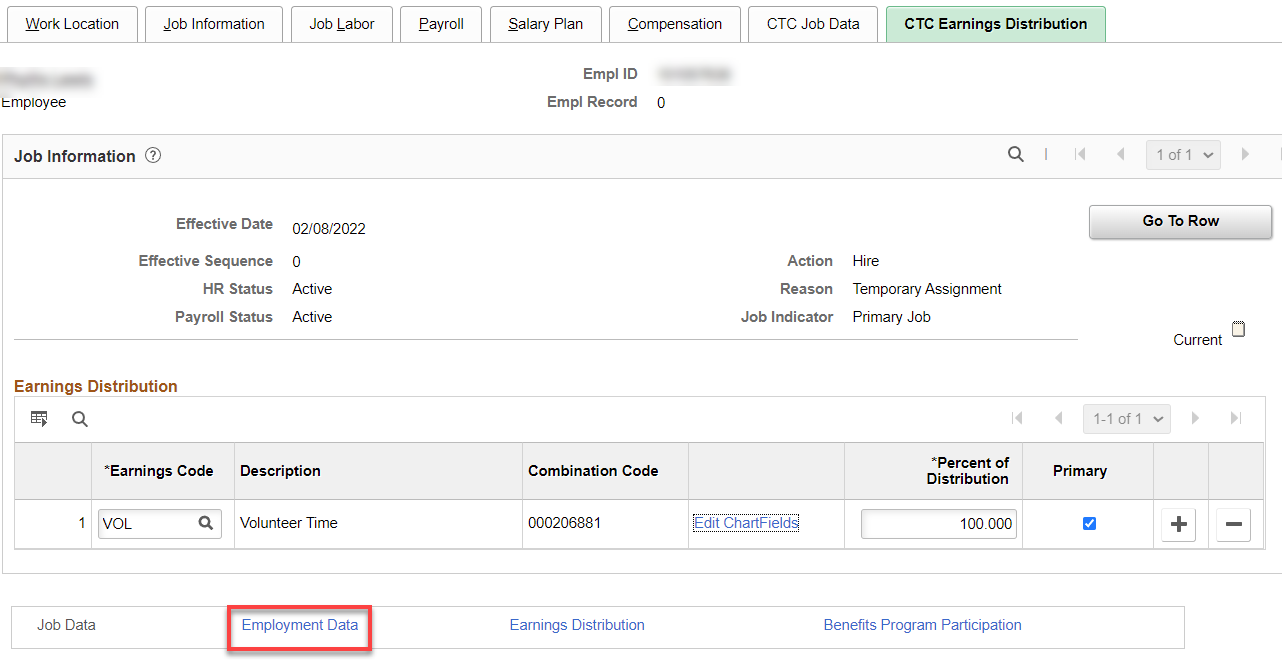 Work Location Job Information Job Labor Payroll Salary Plan Compensation CTC Job Data CTC Earnings Distribution
Empl ID
Employee Empl Record 0
Job Information ? 1 of 1
Effective Date 02/08/2022 Go To Row
Effective Sequence 0 Action Hire
HR Status Active Reason Temporary Assignment
Payroll Status Active Job Indicator Primary Job
Current
Earnings Distribution
1-1 of 1
*Earnings Code Description Combination Code *Percent of Distribution Primary
1 VOL Volunteer Time 000206881 Edit ChartFields 100.000
Job Data Employment Data Earnings Distribution Benefits Program Participation